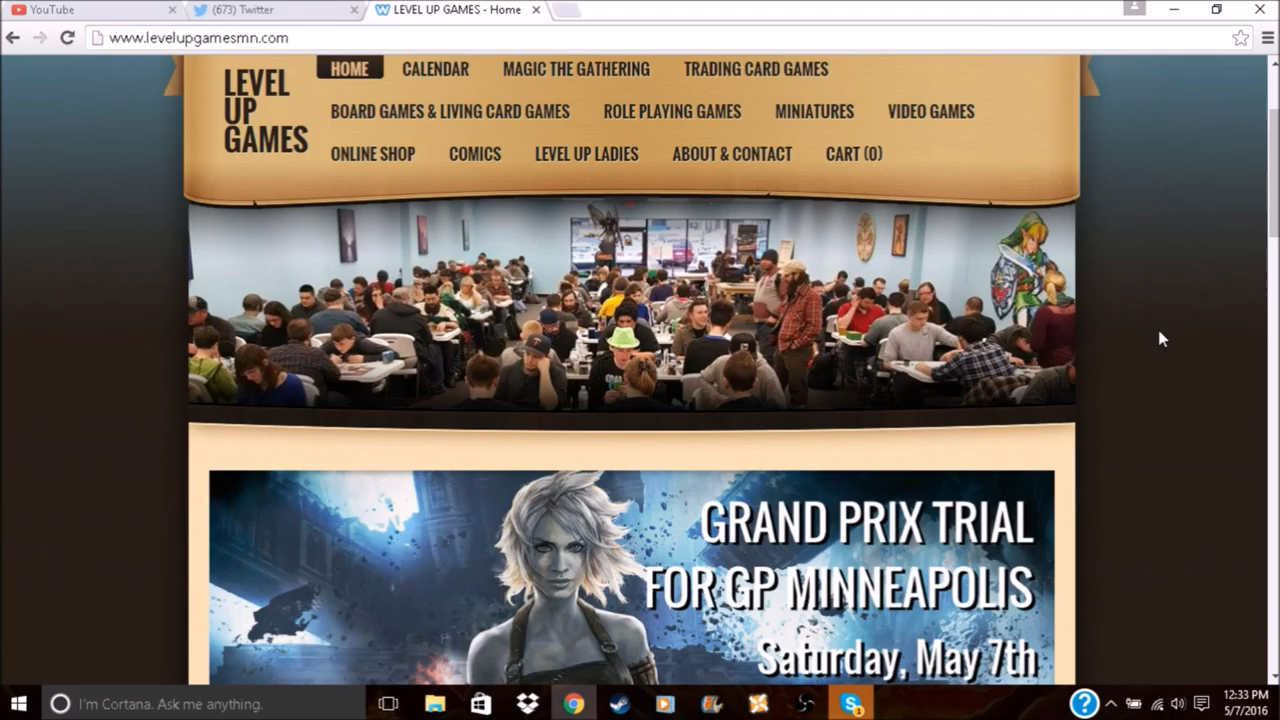 YouTube
(673) Twitter
LEVEL UP GAMES - Home
www.levelupgamesmn.com
LEVEL
UP
GAMES
HOME CALENDAR MAGIC THE GATHERING TRADING CARD GAMES
BOARD GAMES & LIVING CARD GAMES ROLE PLAYING GAMES MINIATURES VIDEO GAMES
ONLINE SHOP COMICS LEVEL UP LADIES ABOUT & CONTACT CART (0)
GRAND PRIX TRIAL
FOR GP MINNEAPOLIS
Saturday, May 7th
I'm Cortana. Ask me anything.
1
12:33 PM
5/7/2016